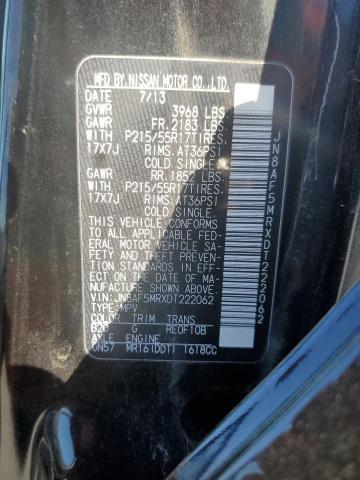 MFD BY NISSAN MOTOR CO., LTD.
DATE 7/13
GVWR 3968 LBS
GAWR FR. 2183 LBS.
WITH P215/55R17TIRES,
17X7J RIMS, AT36PSI
COLD SINGLE.
GAWR RR. 1852 LBS.
WITH P215/55R17TIRES,
17X7J RIMS, AT36PSI
COLD SINGLE.
THIS VEHICLE CONFORMS
TO ALL APPLICABLE FED-
ERAL MOTOR VEHICLE SA-
FETY AND THEFT PREVEN-
TION STANDARDS IN EFF-
ECT ON THE DATE OF MA-
NUFACTURE SHOWN ABOVE.
VIN:JN8AF5MRXDT222062
TYPE:MPV
COLOR TRIM TRANS
B20 G RE0F10B
AXLE ENGINE
GN57 MR16(DDT) 1618CC
JN8AF5MRXDT222062